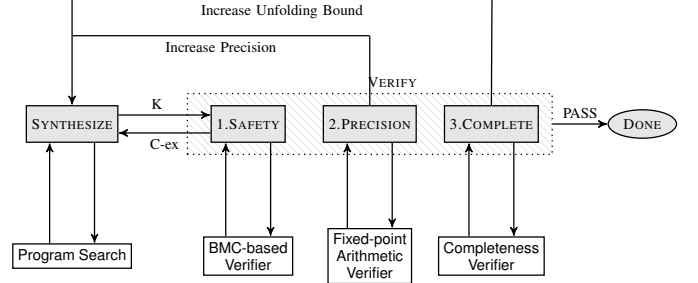 Increase Unfolding Bound
Increase Precision
VERIFY
SYNTHESIZE
K
C-ex
1.SAFETY
2.PRECISION
3.COMPLETE
PASS
DONE
Program Search
BMC-based
Verifier
Fixed-point
Arithmetic
Verifier
Completeness
Verifier